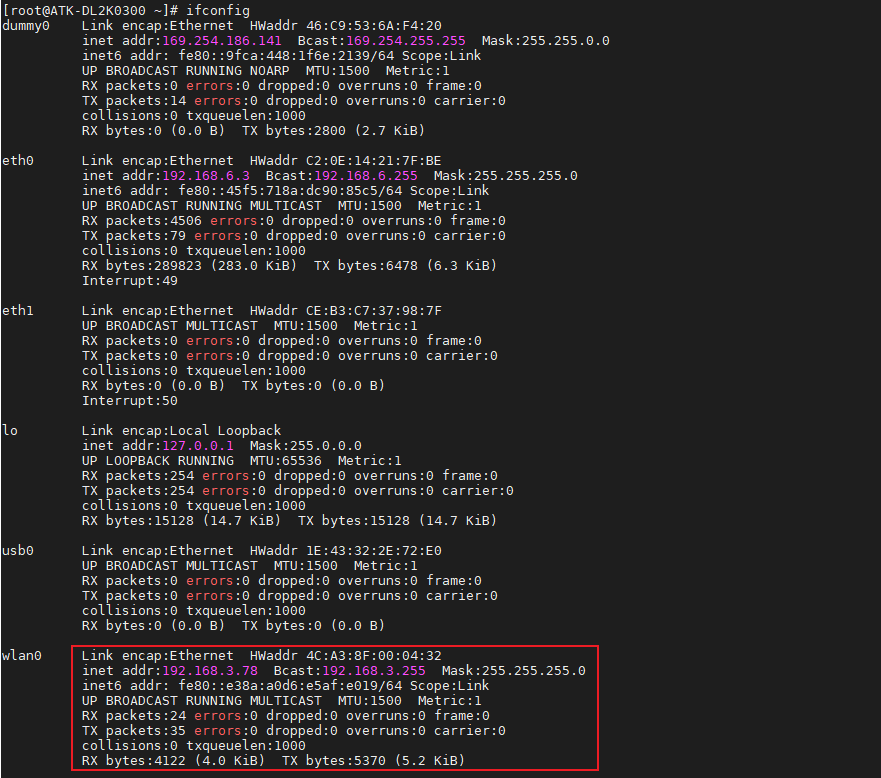 [root@ATK-DL2K0300 ~]# ifconfig
dummy0    Link encap:Ethernet  HWaddr 46:C9:53:6A:F4:20
          inet addr:169.254.186.141  Bcast:169.254.255.255  Mask:255.255.0.0
          inet6 addr: fe80::9fca:448:1f6e:2139/64 Scope:Link
          UP BROADCAST RUNNING NOARP  MTU:1500  Metric:1
          RX packets:0 errors:0 dropped:0 overruns:0 frame:0
          TX packets:14 errors:0 dropped:0 overruns:0 carrier:0
          collisions:0 txqueuelen:1000
          RX bytes:0 (0.0 B)  TX bytes:2800 (2.7 KiB)

eth0      Link encap:Ethernet  HWaddr C2:0E:14:21:7F:BE
          inet addr:192.168.6.3  Bcast:192.168.6.255  Mask:255.255.255.0
          inet6 addr: fe80::45f5:718a:dc90:85c5/64 Scope:Link
          UP BROADCAST RUNNING MULTICAST  MTU:1500  Metric:1
          RX packets:4506 errors:0 dropped:0 overruns:0 frame:0
          TX packets:79 errors:0 dropped:0 overruns:0 carrier:0
          collisions:0 txqueuelen:1000
          RX bytes:289823 (283.0 KiB)  TX bytes:6478 (6.3 KiB)
          Interrupt:49

eth1      Link encap:Ethernet  HWaddr CE:B3:C7:37:98:7F
          UP BROADCAST MULTICAST  MTU:1500  Metric:1
          RX packets:0 errors:0 dropped:0 overruns:0 frame:0
          TX packets:0 errors:0 dropped:0 overruns:0 carrier:0
          collisions:0 txqueuelen:1000
          RX bytes:0 (0.0 B)  TX bytes:0 (0.0 B)
          Interrupt:50

lo        Link encap:Local Loopback
          inet addr:127.0.0.1  Mask:255.0.0.0
          UP LOOPBACK RUNNING  MTU:65536  Metric:1
          RX packets:254 errors:0 dropped:0 overruns:0 frame:0
          TX packets:254 errors:0 dropped:0 overruns:0 carrier:0
          collisions:0 txqueuelen:1000
          RX bytes:15128 (14.7 KiB)  TX bytes:15128 (14.7 KiB)

usb0      Link encap:Ethernet  HWaddr 1E:43:32:2E:72:E0
          UP BROADCAST MULTICAST  MTU:1500  Metric:1
          RX packets:0 errors:0 dropped:0 overruns:0 frame:0
          TX packets:0 errors:0 dropped:0 overruns:0 carrier:0
          collisions:0 txqueuelen:1000
          RX bytes:0 (0.0 B)  TX bytes:0 (0.0 B)

wlan0     Link encap:Ethernet  HWaddr 4C:A3:8F:00:04:32
          inet addr:192.168.3.78  Bcast:192.168.3.255  Mask:255.255.255.0
          inet6 addr: fe80::e38a:a0d6:e5af:e019/64 Scope:Link
          UP BROADCAST RUNNING MULTICAST  MTU:1500  Metric:1
          RX packets:24 errors:0 dropped:0 overruns:0 frame:0
          TX packets:35 errors:0 dropped:0 overruns:0 carrier:0
          collisions:0 txqueuelen:1000
          RX bytes:4122 (4.0 KiB)  TX bytes:5370 (5.2 KiB)